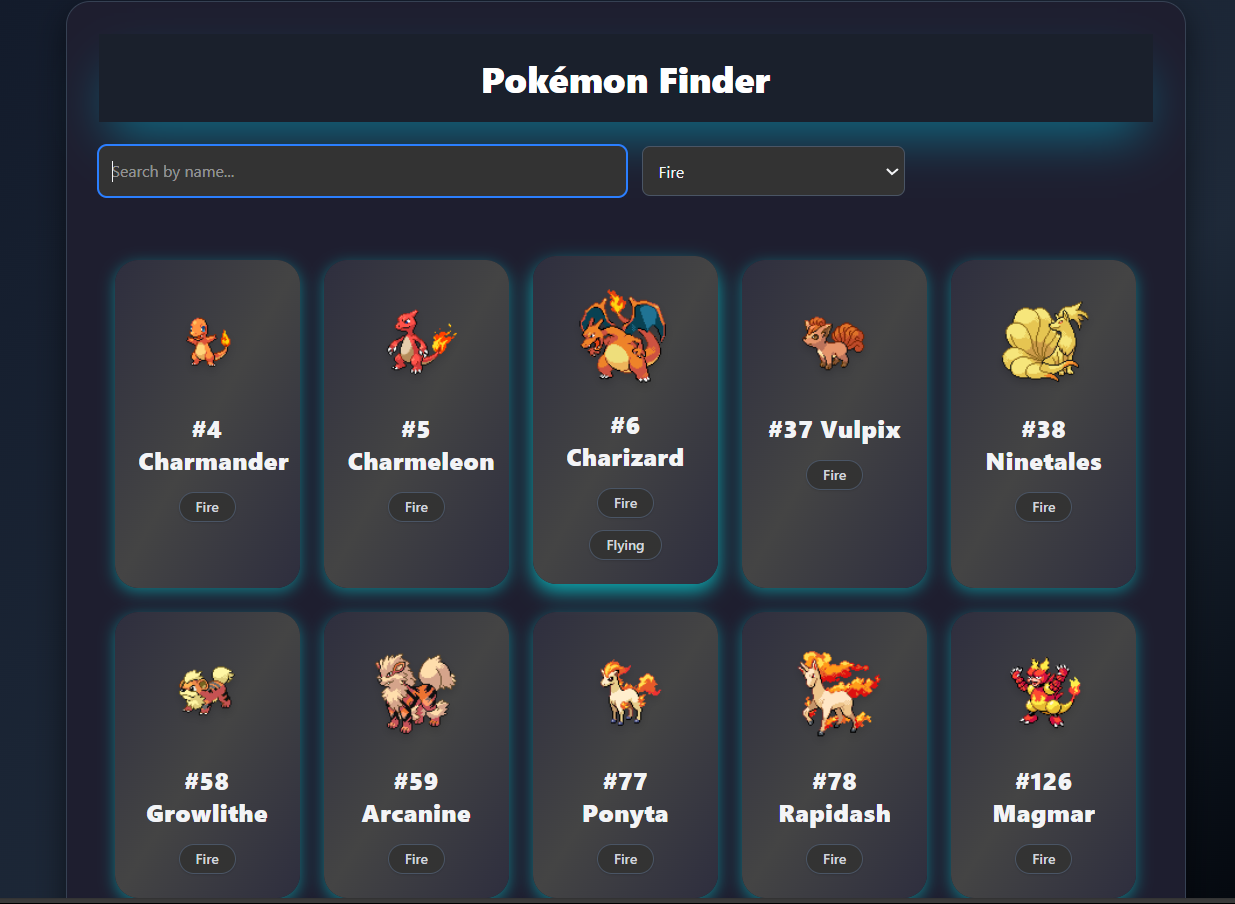 Pokémon Finder
Search by name...
Fire
#4
Charmander
Fire
#5
Charmeleon
Fire
#6
Charizard
Fire
Flying
#37 Vulpix
Fire
#38
Ninetales
Fire
#58
Growlithe
Fire
#59
Arcanine
Fire
#77
Ponyta
Fire
#78
Rapidash
Fire
#126
Magmar
Fire